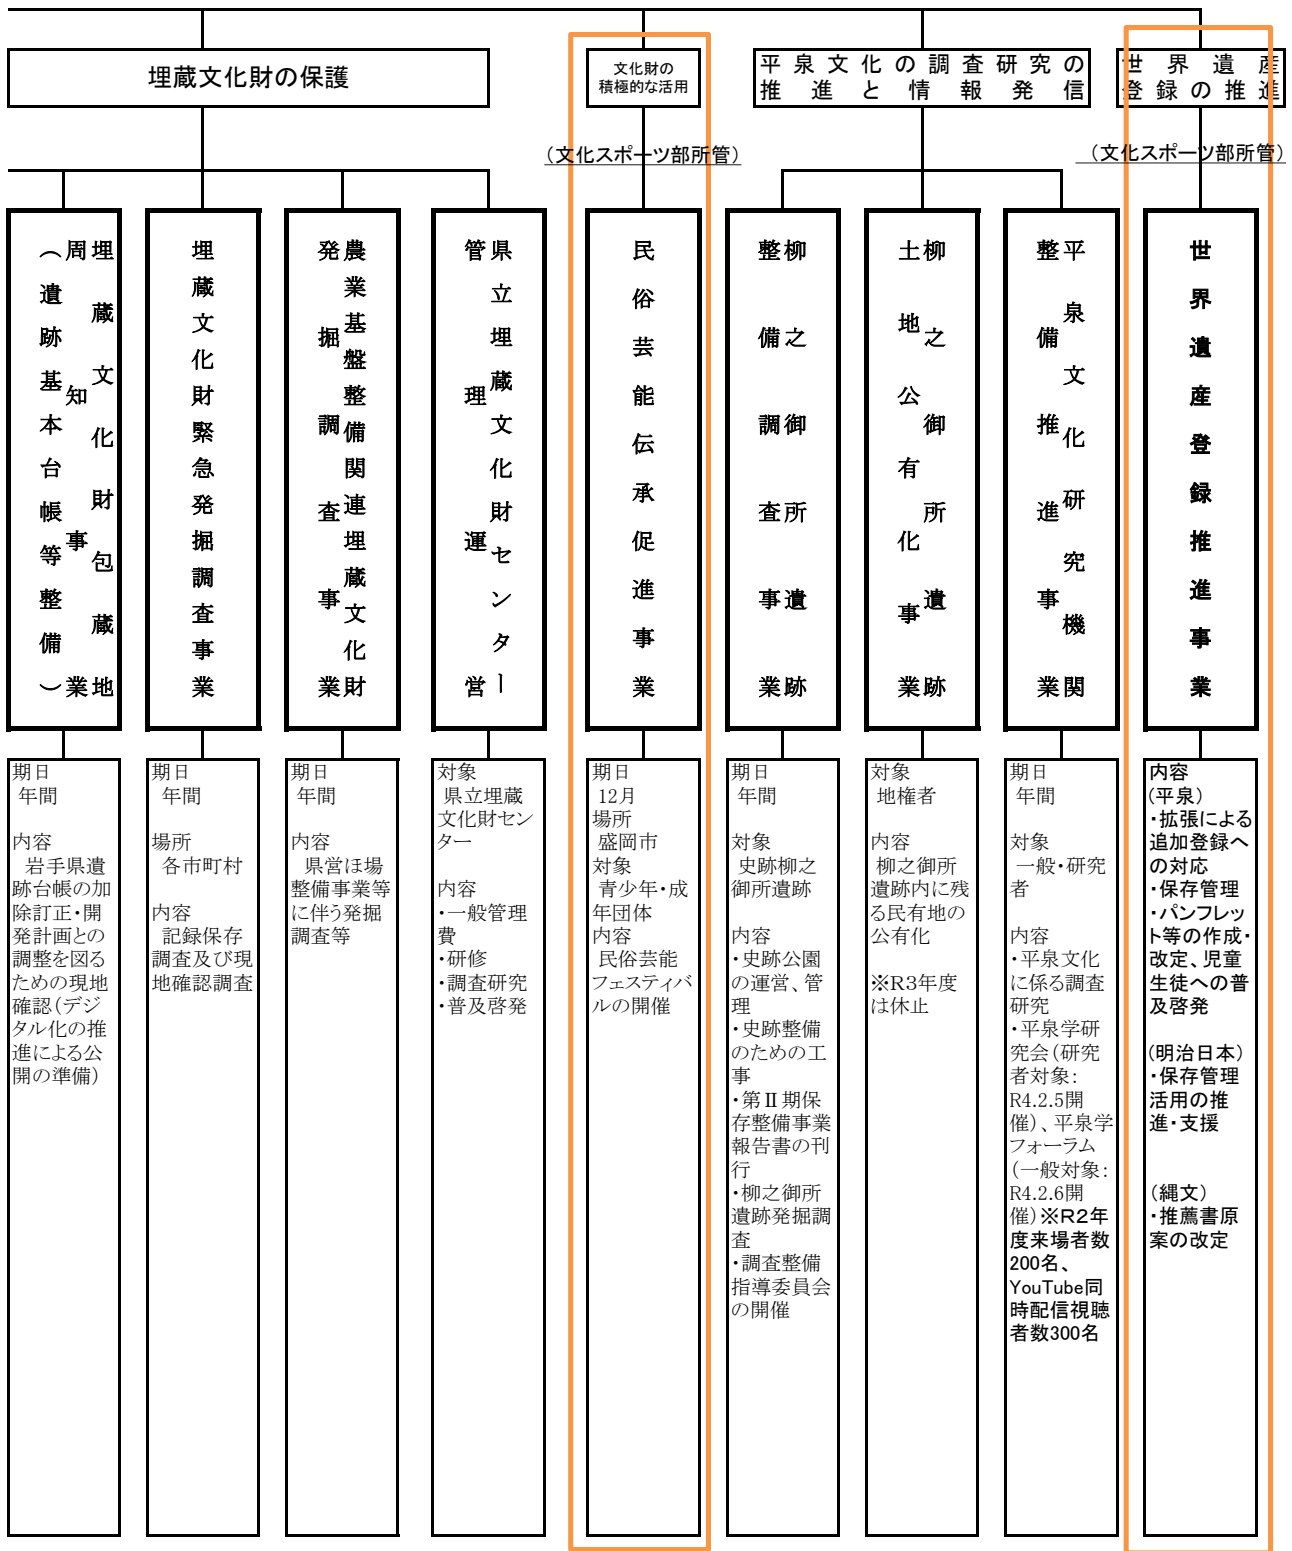 埋蔵文化財の保護
文化財の
積極的な活用
平泉文化の調査研究の
推進と情報発信
世界遺産
登録の推進
（文化スポーツ部所管）
（文化スポーツ部所管）
埋蔵文化財包蔵地
周知事業
（遺跡基本台帳等整備）
埋蔵文化財緊急発掘調査事業
農業基盤整備関連埋蔵文化財
発掘調査事業
県立埋蔵文化財センター
管理運営
民俗芸能伝承促進事業
柳之御所遺跡
整備調査事業
柳之御所遺跡
土地公有化事業
平泉文化研究機関
整備推進事業
世界遺産登録推進事業
期日
年間
内容
岩手県遺
跡台帳の加
除訂正・開
発計画との
調整を図る
ための現地
確認（デジ
タル化の推
進による公
開の準備）
期日
年間
場所
各市町村
内容
記録保存
調査及び現
地確認調査
期日
年間
内容
県営ほ場
整備事業等
に伴う発掘
調査等
対象
県立埋蔵
文化財セン
ター
内容
・一般管理
費
・研修
・調査研究
・普及啓発
期日
12月
場所
盛岡市
対象
青少年・成
年団体
内容
民俗芸能
フェスティバ
ルの開催
期日
年間
対象
史跡柳之
御所遺跡
内容
・史跡公園
の運営、管
理
・史跡整備
のための工
事
・第Ⅱ期保
存整備事業
報告書の刊
行
・柳之御所
遺跡発掘調
査
・調査整備
指導委員会
の開催
対象
地権者
内容
柳之御所
遺跡内に残
る民有地の
公有化
※R3年度
は休止
期日
年間
対象
一般・研究
者
内容
・平泉文化
に係る調査
研究
・平泉学研
究会（研究
者対象：
R4.2.5開
催）、平泉学
フォーラム
（一般対象：
R4.2.6開
催）※R2年
度来場者数
200名、
YouTube同
時配信視聴
者数300名
内容
（平泉）
・拡張による
追加登録へ
の対応
・保存管理
・パンフレッ
ト等の作成・
改定、児童
生徒への普
及啓発
（明治日本）
・保存管理
活用の推
進・支援
（縄文）
・推薦書原
案の改定